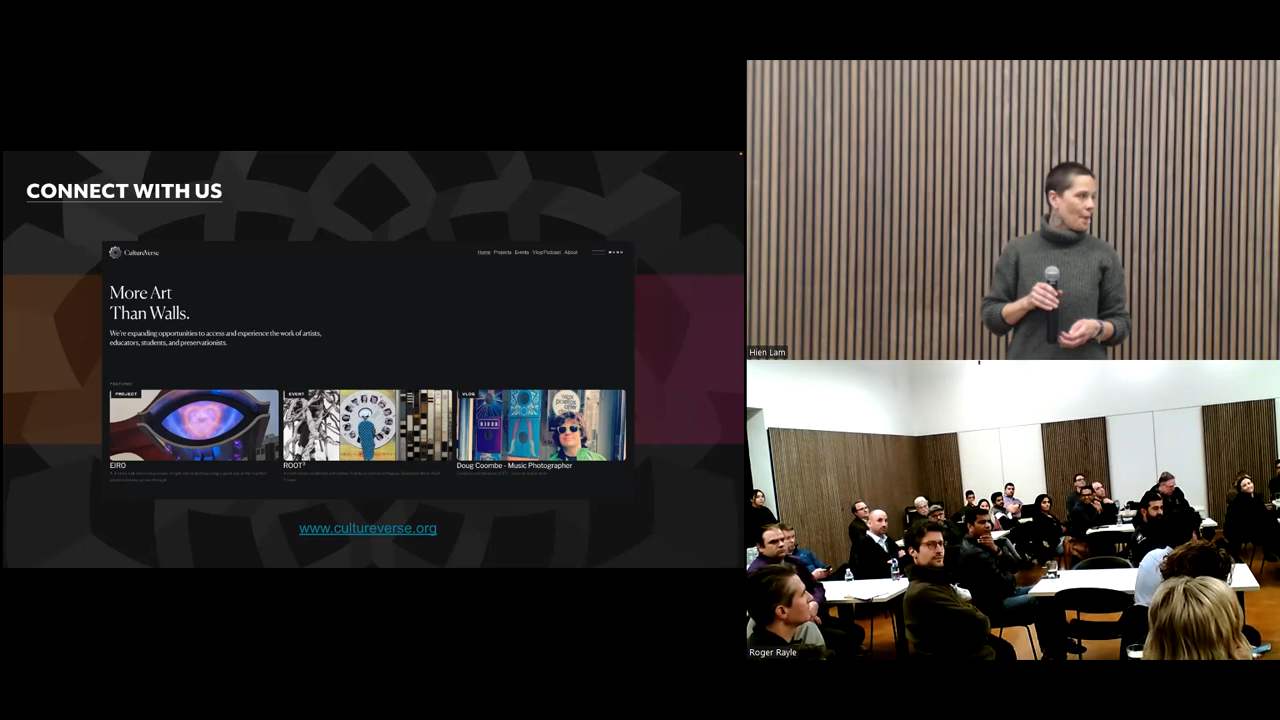 CONNECT WITH US
CultureVerse
Home Projects Events Vlog/Podcast About
More Art
Than Walls.
We're expanding opportunities to access and experience the work of artists,
educators, students, and preservationists.
FEATURED
PROJECT
EVENT
VLOG
EIRO
ROOT³
Doug Coombe - Music Photographer
www.cultureverse.org
Hien Lam
Roger Rayle